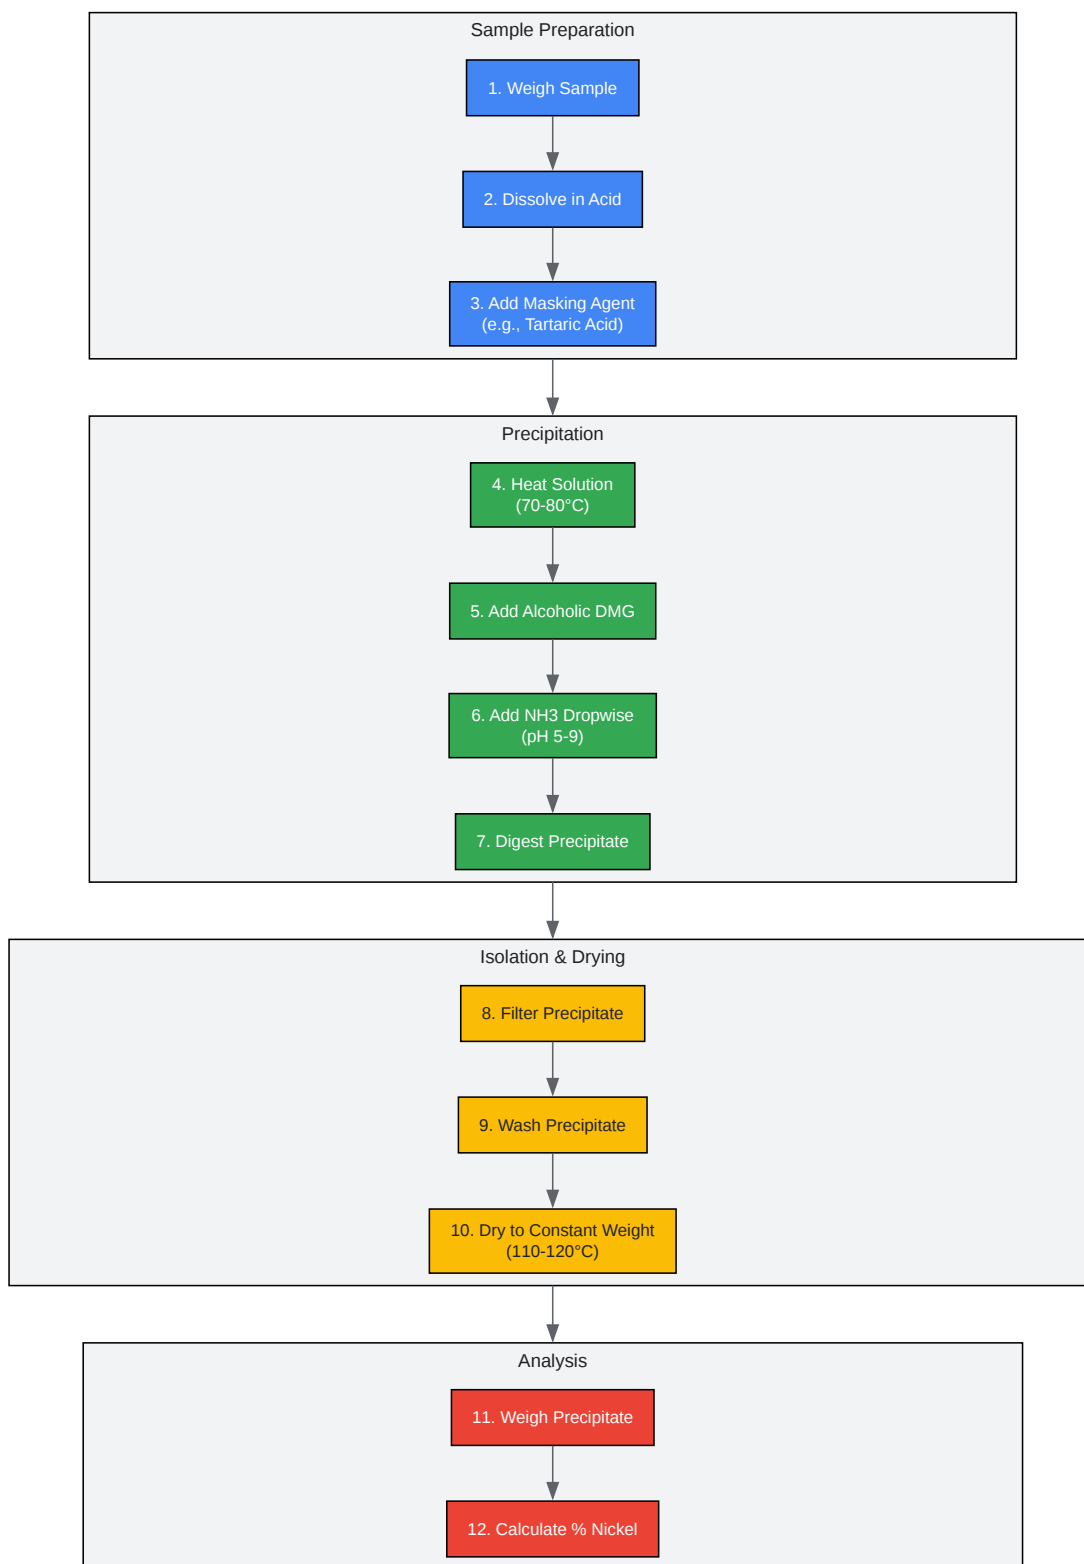 Sample Preparation
1. Weigh Sample
2. Dissolve in Acid
3. Add Masking Agent
(e.g., Tartaric Acid)
Precipitation
4. Heat Solution
(70-80°C)
5. Add Alcoholic DMG
6. Add NH3 Dropwise
(pH 5-9)
7. Digest Precipitate
Isolation & Drying
8. Filter Precipitate
9. Wash Precipitate
10. Dry to Constant Weight
(110-120°C)
Analysis
11. Weigh Precipitate
12. Calculate % Nickel